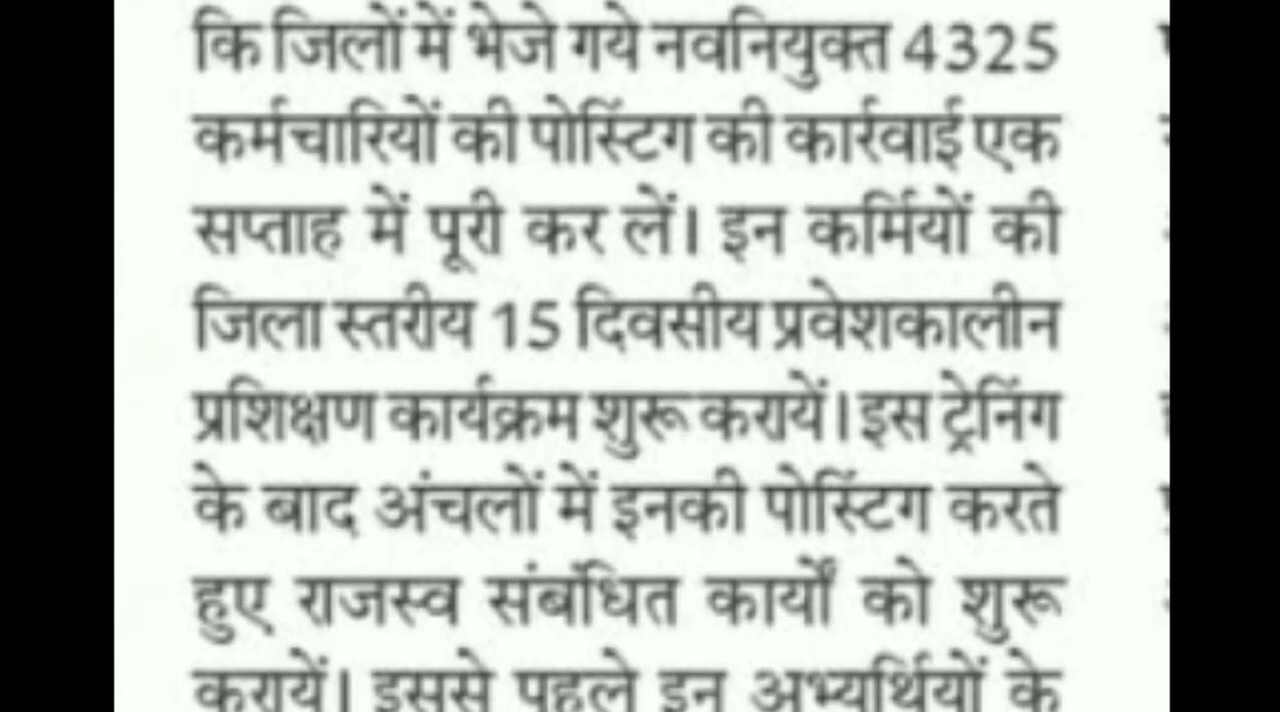 कि जिलों में भेजे गये नवनियुक्त 4325
कर्मचारियों की पोस्टिंग की कार्रवाई एक
सप्ताह में पूरी कर लें। इन कर्मियों की
जिला स्तरीय 15 दिवसीय प्रवेशकालीन
प्रशिक्षण कार्यक्रम शुरू करायें। इस ट्रेनिंग
के बाद अंचलों में इनकी पोस्टिंग करते
हुए राजस्व संबंधित कार्यों को शुरू
करायें। इससे पहले इन अभ्यर्थियों के